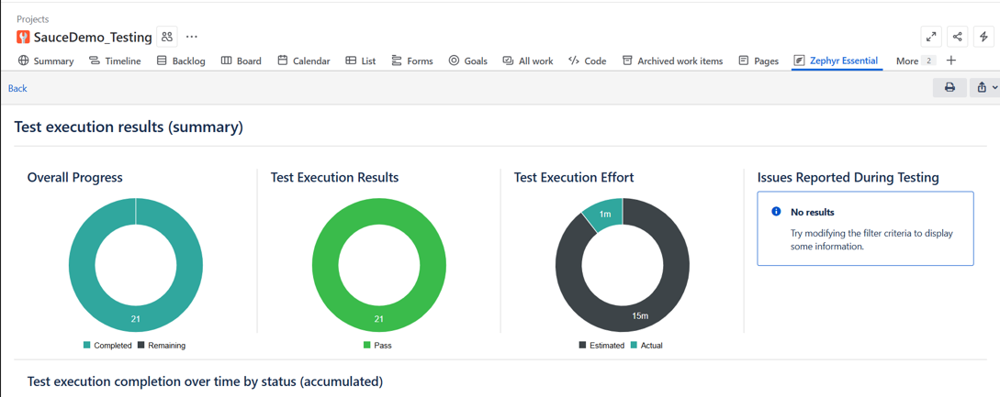 Projects
SauceDemo_Testing
Summary Timeline Backlog Board Calendar List Forms Goals All work Code Archived work items Pages Zephyr Essential More 2
Back
Test execution results (summary)
Overall Progress
21
Completed Remaining
Test Execution Results
21
Pass
Test Execution Effort
1m
15m
Estimated Actual
Issues Reported During Testing
No results
Try modifying the filter criteria to display
some information.
Test execution completion over time by status (accumulated)